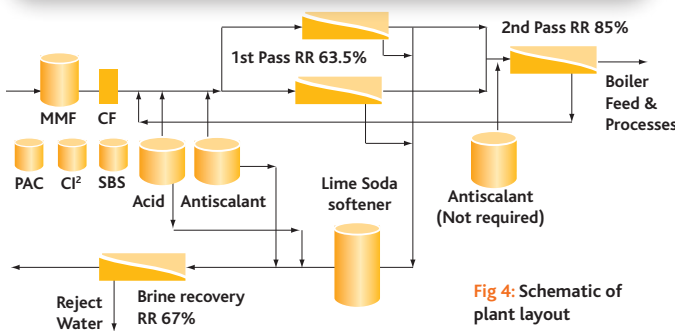 2nd Pass RR 85%
1st Pass RR 63.5%
MMF
CF
Boiler
Feed &
Processes
PAC
Cl²
SBS
Acid
Antiscalant
Lime Soda
softener
Antiscalant
(Not required)
Reject
Water
Brine recovery
RR 67%
Fig 4: Schematic of
plant layout